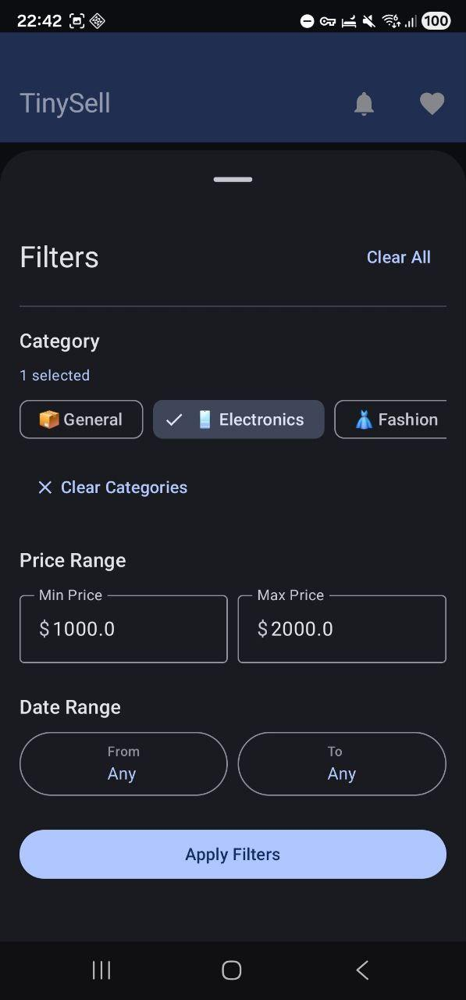 22:42 100
TinySell
Filters Clear All
Category
1 selected
General Electronics Fashion
Clear Categories
Price Range
Min Price Max Price
$1000.0 $2000.0
Date Range
From To
Any Any
Apply Filters